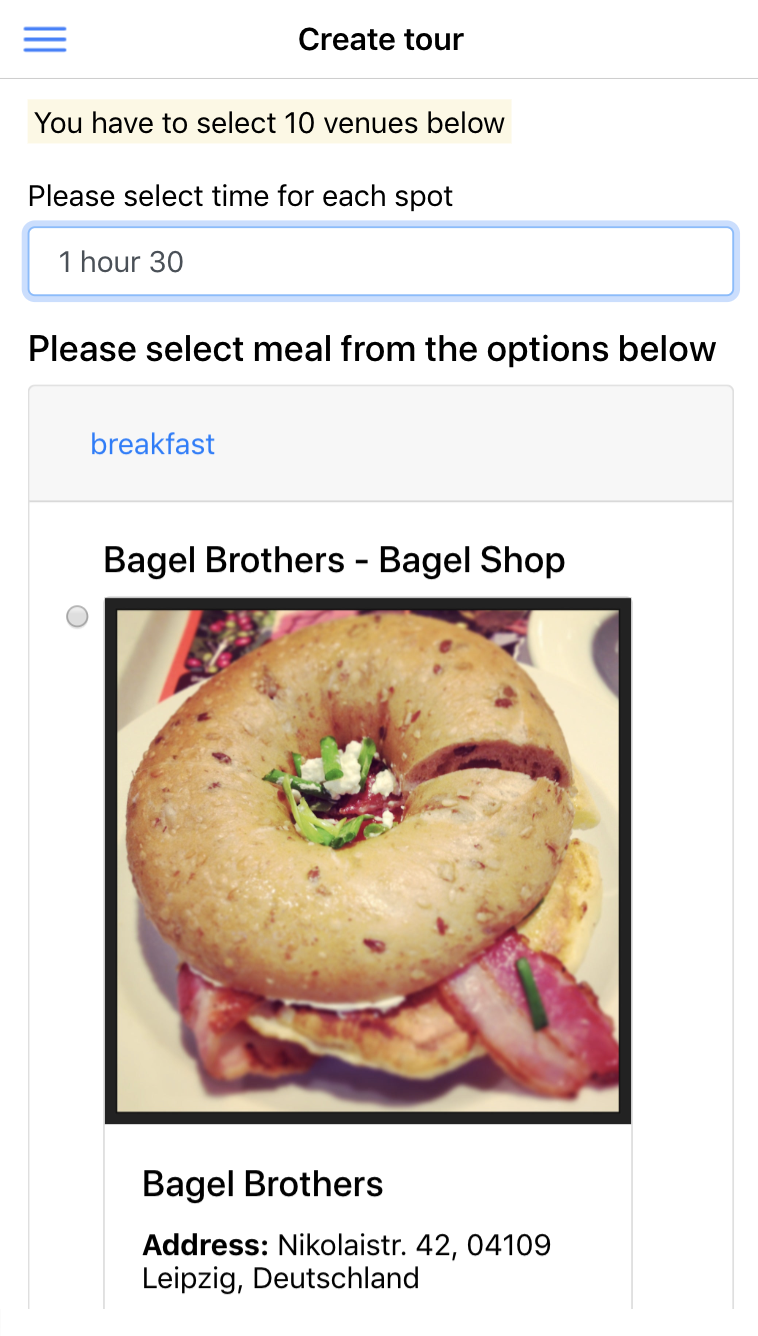 Create tour
You have to select 10 venues below
Please select time for each spot
1 hour 30
Please select meal from the options below
breakfast
Bagel Brothers - Bagel Shop
Bagel Brothers
Address: Nikolaistr. 42, 04109
Leipzig, Deutschland